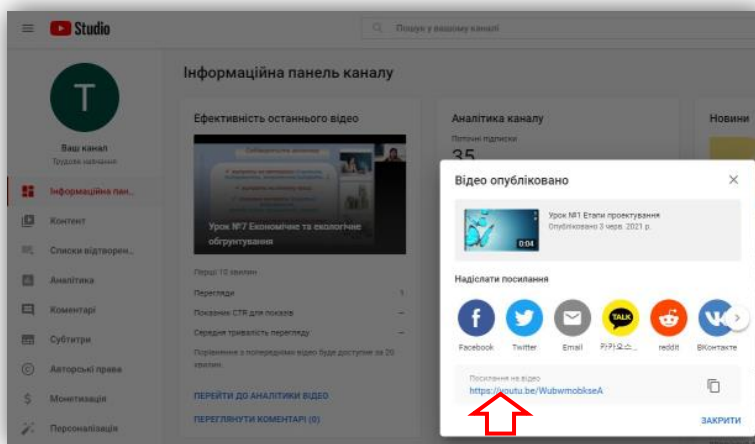 Studio
Пошук у вашому каналі
T
Ваш канал
Трудове навчання
Інформаційна пан...
Контент
Списки відтворен...
Аналітика
Коментарі
Субтитри
Авторські права
Монетизація
Персоналізація
Інформаційна панель каналу
Ефективність останнього відео
Урок №7 Економічне та екологічне
обгрунтування
Перші 10 хвилин
Перегляди 1
Показник CTR для показів –
Середня тривалість перегляду –
Порівняння з попередніми відео буде доступне за 20
хвилин.
ПЕРЕЙТИ ДО АНАЛІТИКИ ВІДЕО
ПЕРЕГЛЯНУТИ КОМЕНТАРІ (0)
Аналітика каналу
Поточні підписки
35
Новини
Відео опубліковано
Урок №1 Етапи проектування
Опубліковано 3 черв. 2021 р.
0:04
Надіслати посилання
TALK
Facebook Twitter Email 카카오스... reddit ВКонтакте
Посилання на відео
https://youtu.be/WubwmobkseA
ЗАКРИТИ